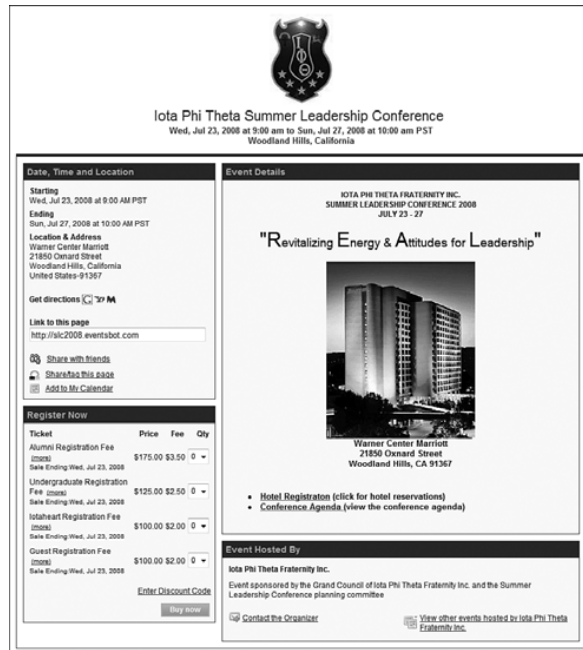 Iota Phi Theta Summer Leadership Conference
Wed, Jul 23, 2008 at 9:00 am to Sun, Jul 27, 2008 at 10:00 am PST
Woodland Hills, California
Date, Time and Location
Starting
Wed, Jul 23, 2008 at 9:00 AM PST
Ending
Sun, Jul 27, 2008 at 10:00 AM PST
Location & Address
Warner Center Marriott
21850 Oxnard Street
Woodland Hills, California
United States-91367
Get directions
Link to this page
http://slc2008.eventsbot.com
Share with friends
Share/tag this page
Add to My Calendar
Register Now
Ticket Price Fee Qty
Alumni Registration Fee
(more) $175.00 $3.50 0
Sale Ending:Wed, Jul 23, 2008
Undergraduate Registration
Fee (more) $125.00 $2.50 0
Sale Ending:Wed, Jul 23, 2008
Iotaheart Registration Fee
(more) $100.00 $2.00 0
Sale Ending:Wed, Jul 23, 2008
Guest Registration Fee
(more) $100.00 $2.00 0
Sale Ending:Wed, Jul 23, 2008
Enter Discount Code
Buy now
Event Details
IOTA PHI THETA FRATERNITY INC.
SUMMER LEADERSHIP CONFERENCE 2008
JULY 23 - 27
"Revitalizing Energy & Attitudes for Leadership"
Warner Center Marriott
21850 Oxnard Street
Woodland Hills, CA 91367
• Hotel Registraton (click for hotel reservations)
• Conference Agenda (view the conference agenda)
Event Hosted By
Iota Phi Theta Fraternity Inc.
Event sponsored by the Grand Council of Iota Phi Theta Fraternity Inc. and the Summer
Leadership Conference planning committee
Contact the Organizer
View other events hosted by Iota Phi Theta
Fraternity Inc.